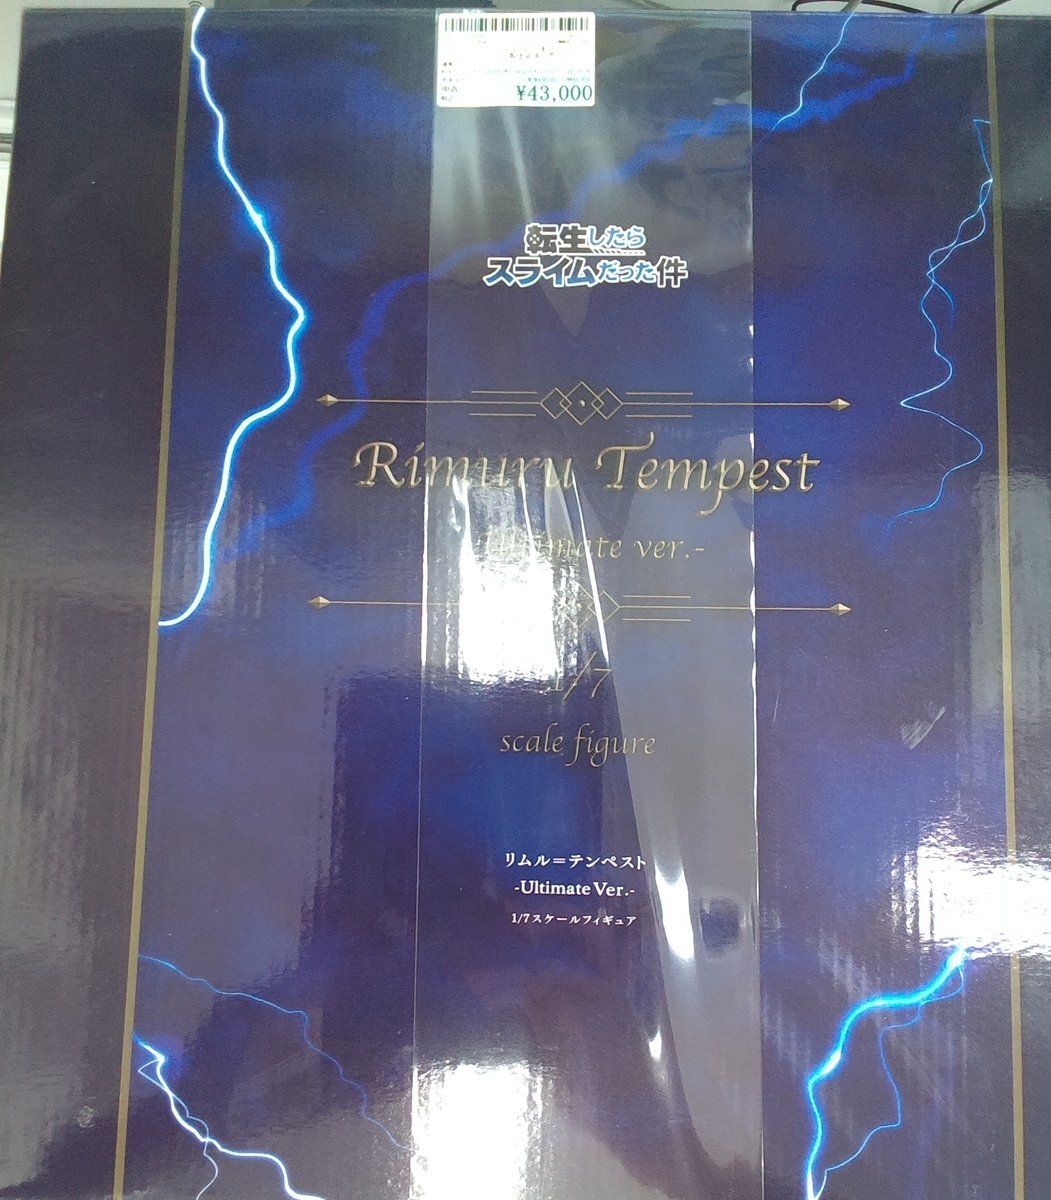 中古
¥43,000
転生したら
スライムだった件
Rimuru Tempest
-Ultimate ver.-
1/7
scale figure
リムル=テンペスト
-Ultimate Ver.-
1/7スケールフィギュア